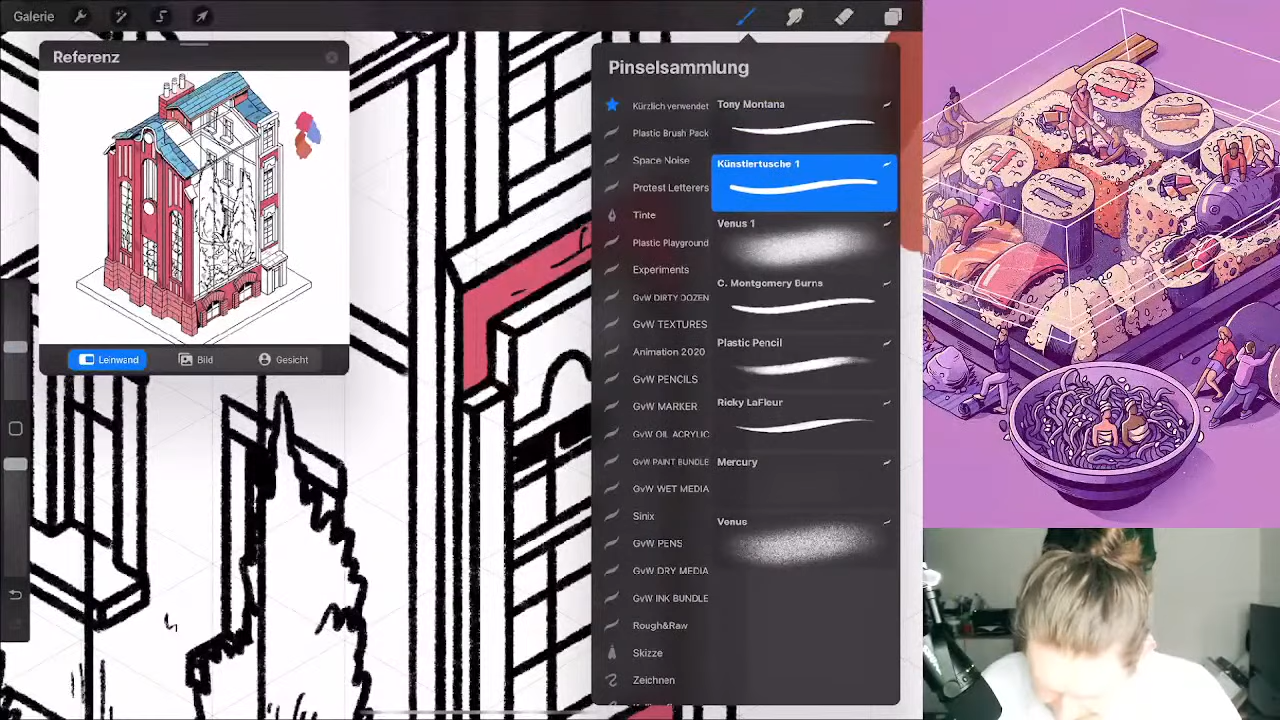 Galerie
Referenz
Leinwand
Bild
Gesicht
Pinselsammlung
Kürzlich verwendet
Plastic Brush Pack
Space Noise
Protest Letterers
Tinte
Plastic Playground
Experiments
GvW DIRTY DOZEN
GvW TEXTURES
Animation 2020
GvW PENCILS
GvW MARKER
GvW OIL ACRYLIC
GvW PAINT BUNDLE
GvW WET MEDIA
Sinix
GvW PENS
GvW DRY MEDIA
GvW INK BUNDLE
Rough&Raw
Skizze
Zeichnen
Tony Montana
Künstlertusche 1
Venus 1
C. Montgomery Burns
Plastic Pencil
Ricky LaFleur
Mercury
Venus